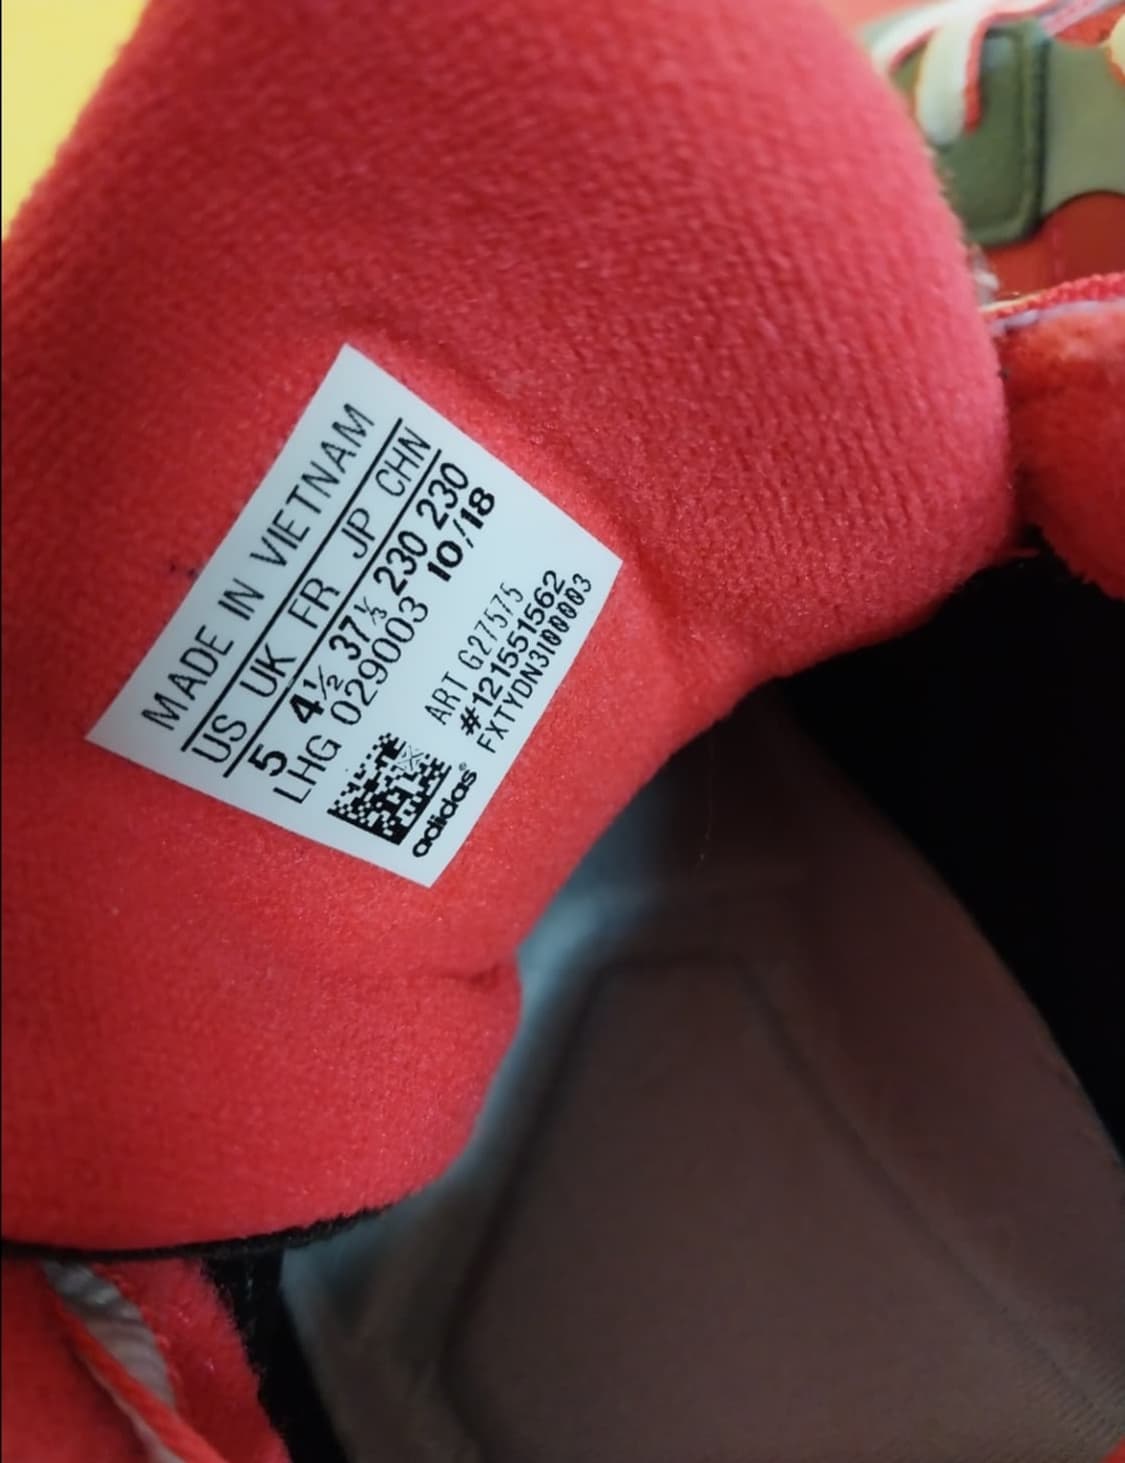 MADE IN VIETNAM
US UK FR JP CHN
5 4½ 37⅓ 230 230
LHG 029003 10/18
ART G27575
#121551562
FXTYDN3100003
adidas®